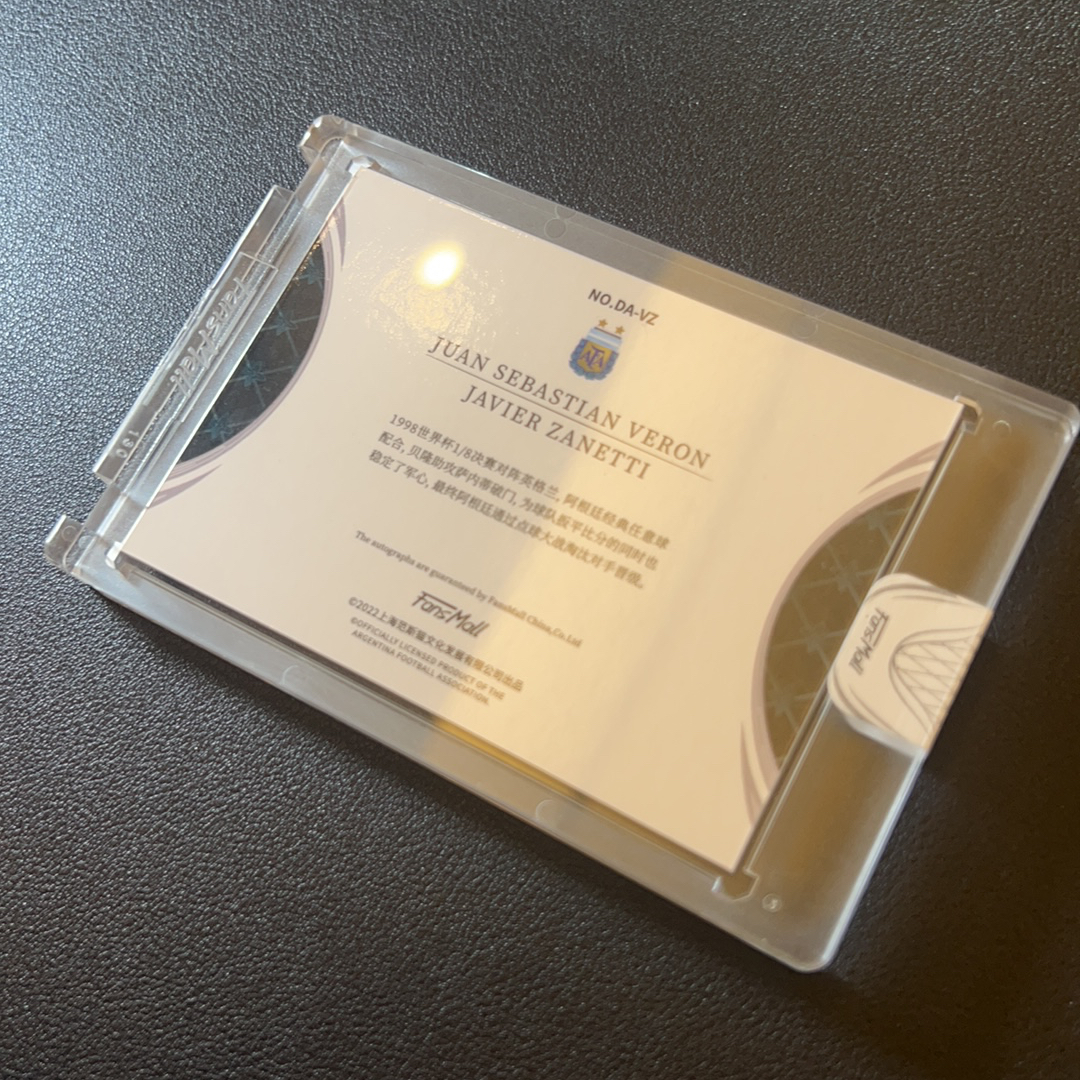 NO.DA-VZ
AFA
JUAN SEBASTIAN VERON
JAVIER ZANETTI
1998世界杯1/8决赛对阵英格兰, 阿根廷经典任意球
配合, 贝隆助攻萨内蒂破门, 为球队扳平比分的同时也
稳定了军心, 最终阿根廷通过点球大战淘汰对手晋级。
The autographs are guaranteed by FansMall China,Co.Ltd
FansMall
©2022上海范斯猫文化发展有限公司出品
©OFFICIALLY LICENSED PRODUCT OF THE
ARGENTINA FOOTBALL ASSOCIATION.
FansMall
130
FansMall